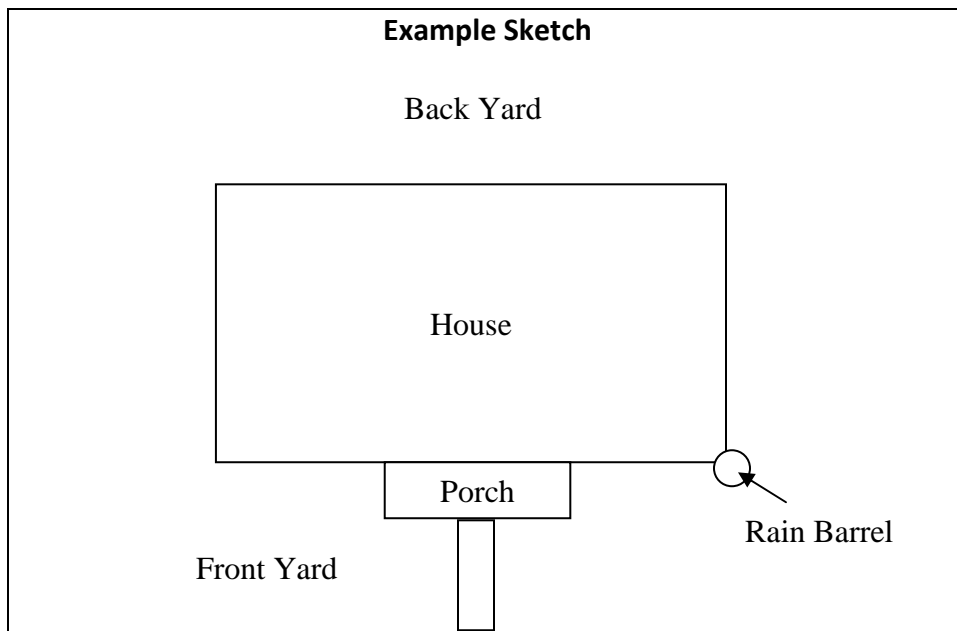 Example Sketch
Back Yard
House
Porch
Rain Barrel
Front Yard